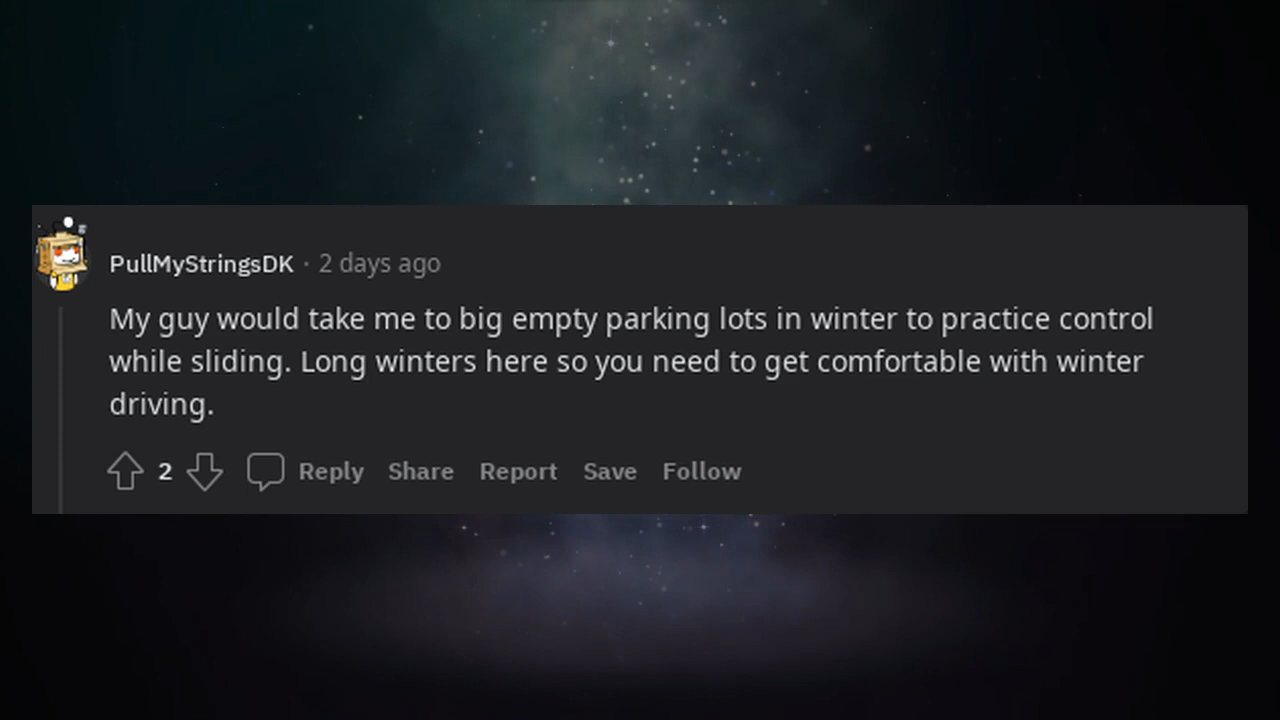 PullMyStringsDK · 2 days ago
My guy would take me to big empty parking lots in winter to practice control
while sliding. Long winters here so you need to get comfortable with winter
driving.
2 Reply Share Report Save Follow